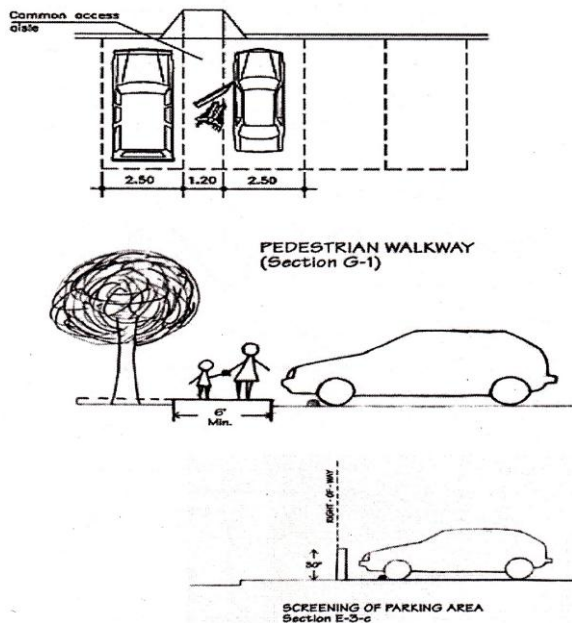 Common access
aisle
2.50 1.20 2.50
PEDESTRIAN WALKWAY
(Section G-1)
6'
Min.
RIGHT-OF-WAY
30"
SCREENING OF PARKING AREA
Section E-3-c